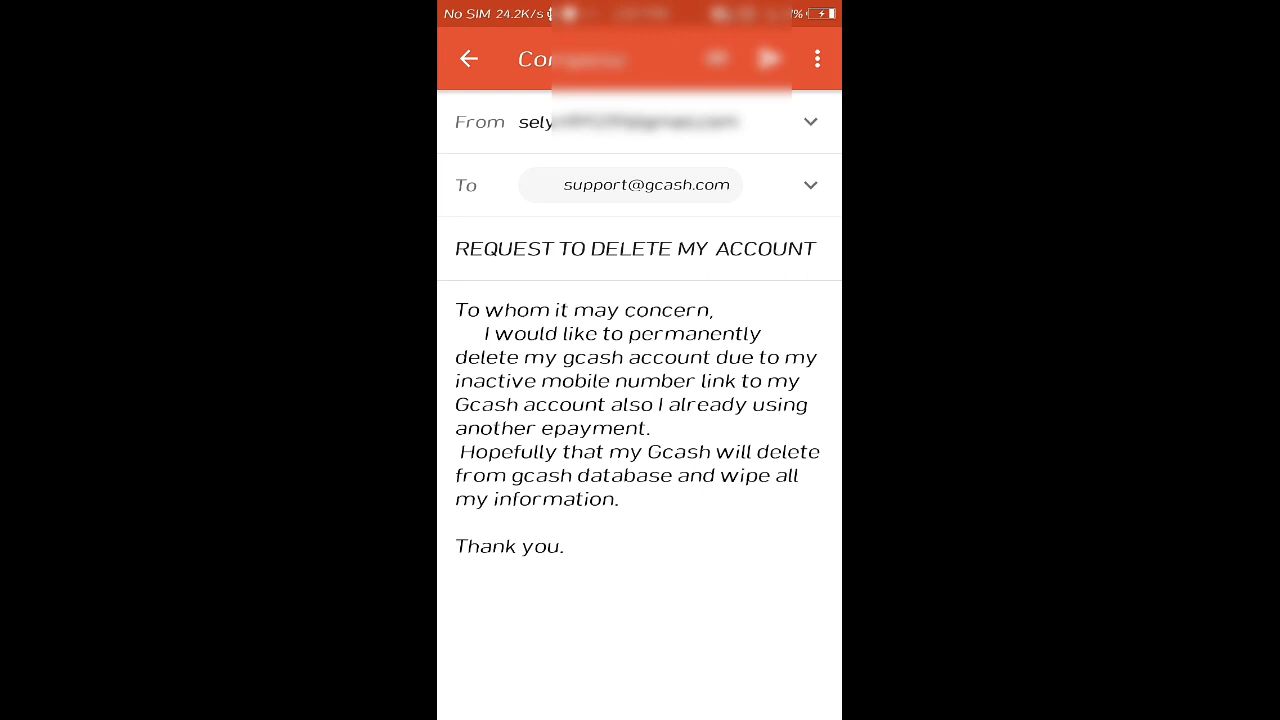 No SIM 24.2K/s
From
To support@gcash.com
REQUEST TO DELETE MY ACCOUNT
To whom it may concern,
I would like to permanently
delete my gcash account due to my
inactive mobile number link to my
Gcash account also I already using
another epayment.
Hopefully that my Gcash will delete
from gcash database and wipe all
my information.
Thank you.